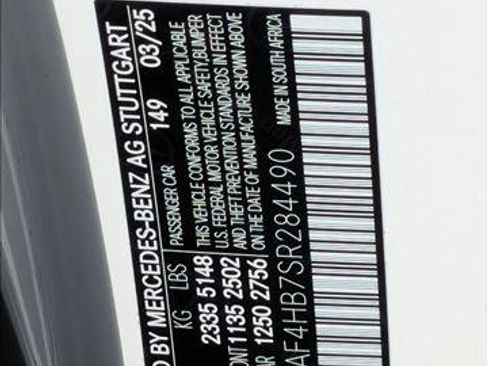 D BY MERCEDES-BENZ AG STUTTGART
KG LBS PASSENGER CAR 149 03/25
2335 5148 THIS VEHICLE CONFORMS TO ALL APPLICABLE
U.S. FEDERAL MOTOR VEHICLE SAFETY, BUMPER
ONT 1135 2502 AND THEFT PREVENTION STANDARDS IN EFFECT
AR 1250 2756 ON THE DATE OF MANUFACTURE SHOWN ABOVE
AF4HB7SR284490 MADE IN SOUTH AFRICA